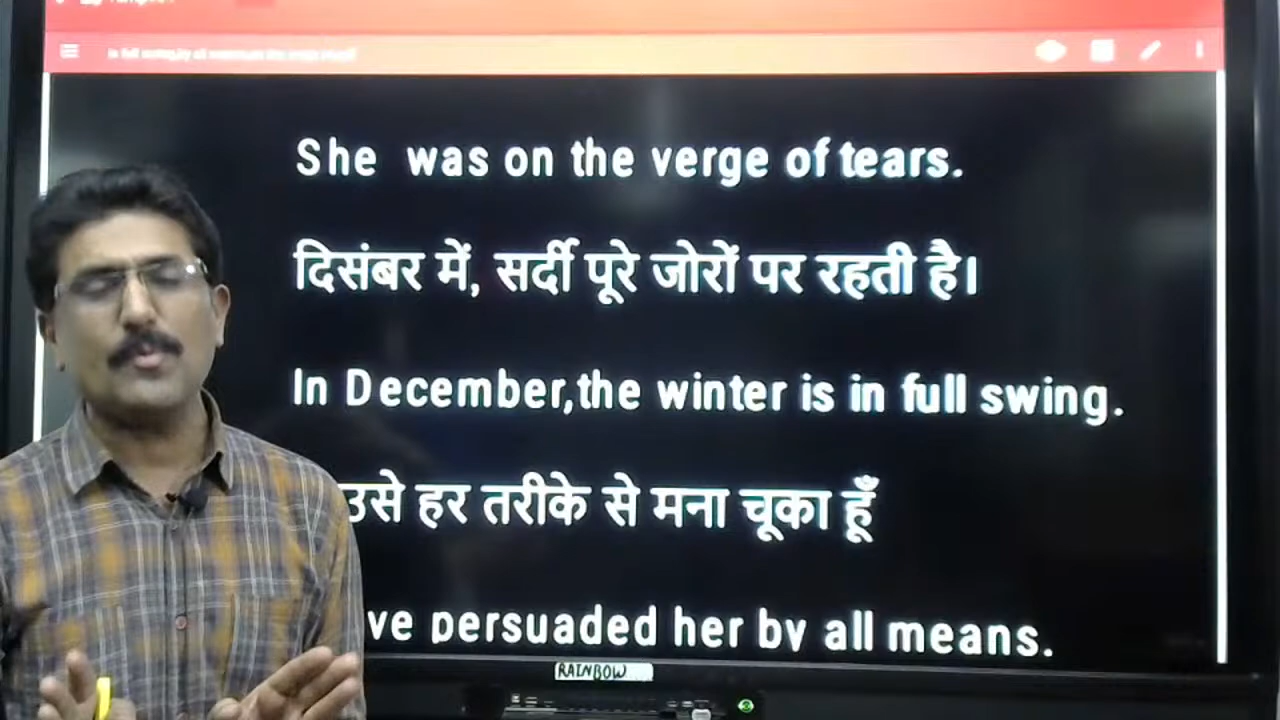 She was on the verge of tears.
दिसंबर में, सर्दी पूरे जोरों पर रहती है।
In December,the winter is in full swing.
उसे हर तरीके से मना चूका हूँ
ve persuaded her by all means.
RAINBOW